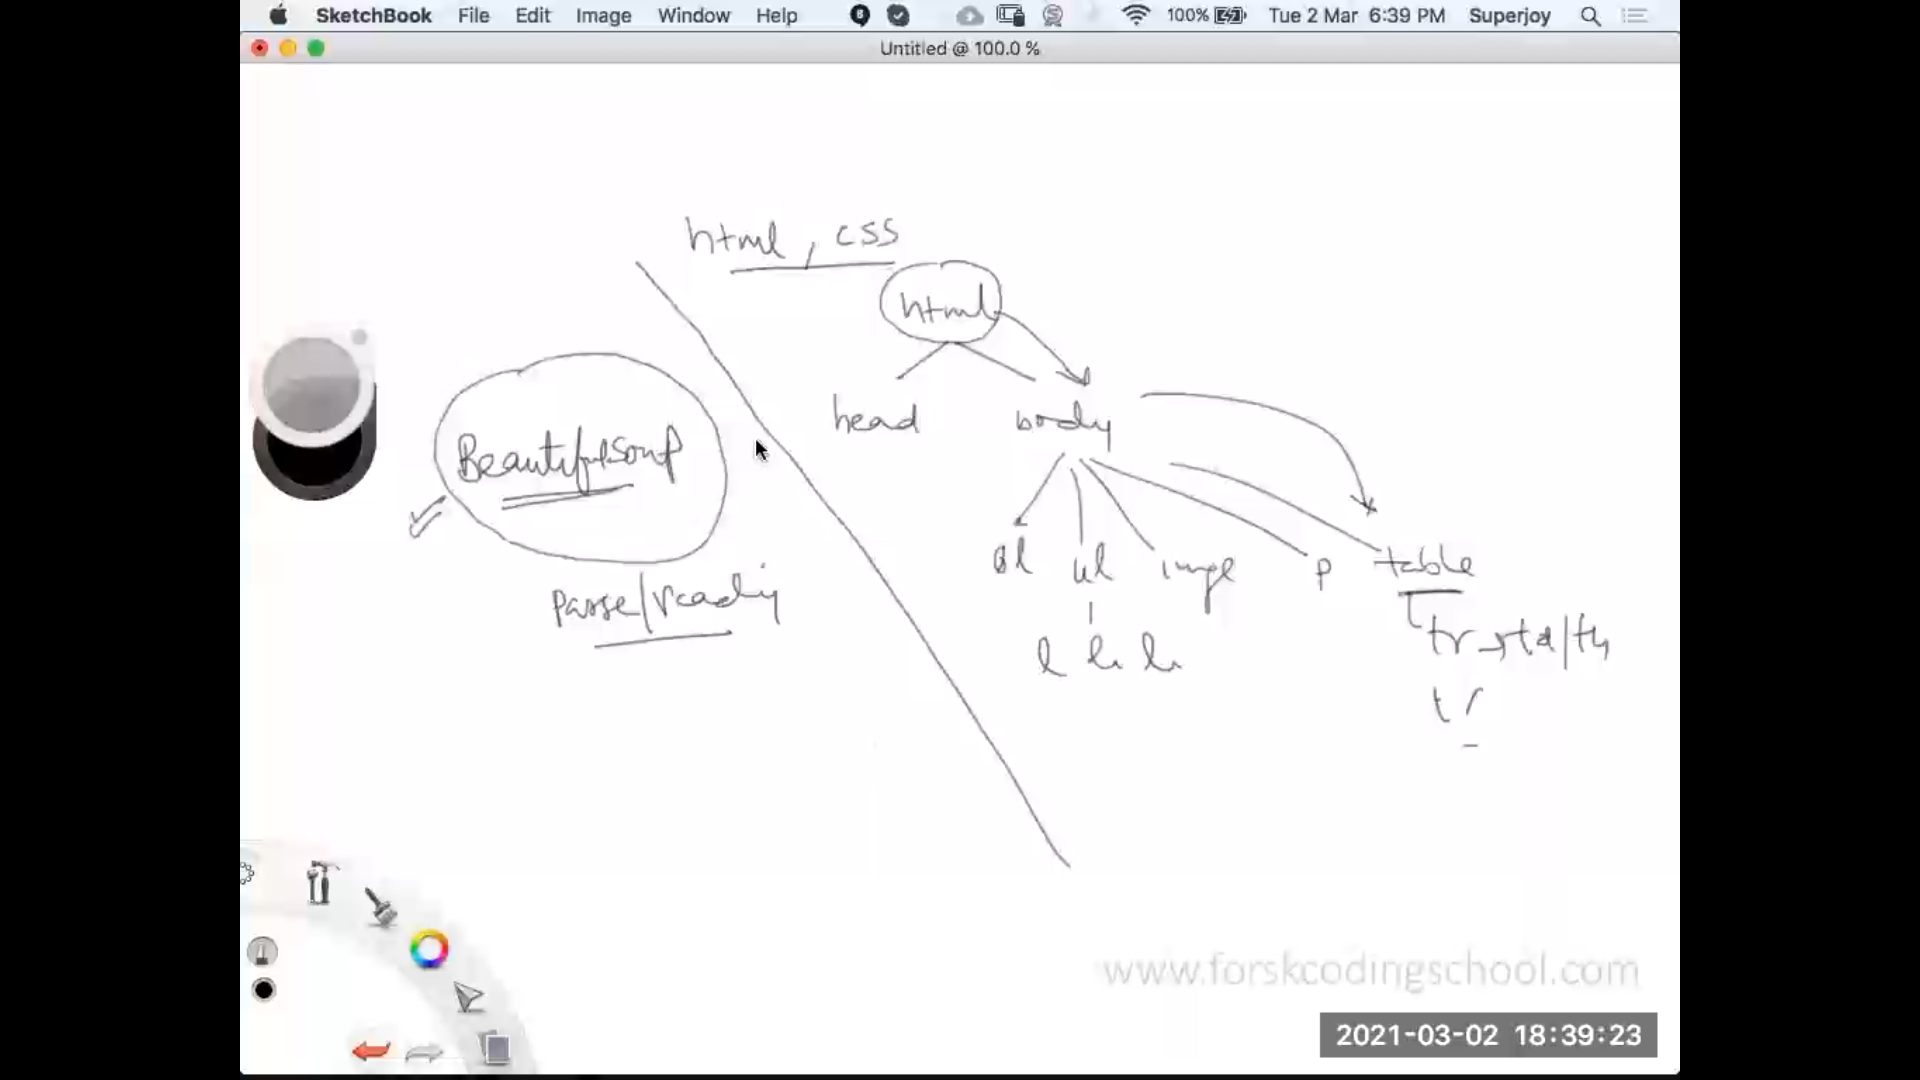 SketchBook File Edit Image Window Help 100% Tue 2 Mar 6:39 PM Superjoy
Untitled @ 100.0 %
html , css
html
head body
BeautifulSoup
ol ul p table
parse/reading
tr td/th
l li li
tr
www.forskcodingschool.com
2021-03-02 18:39:23